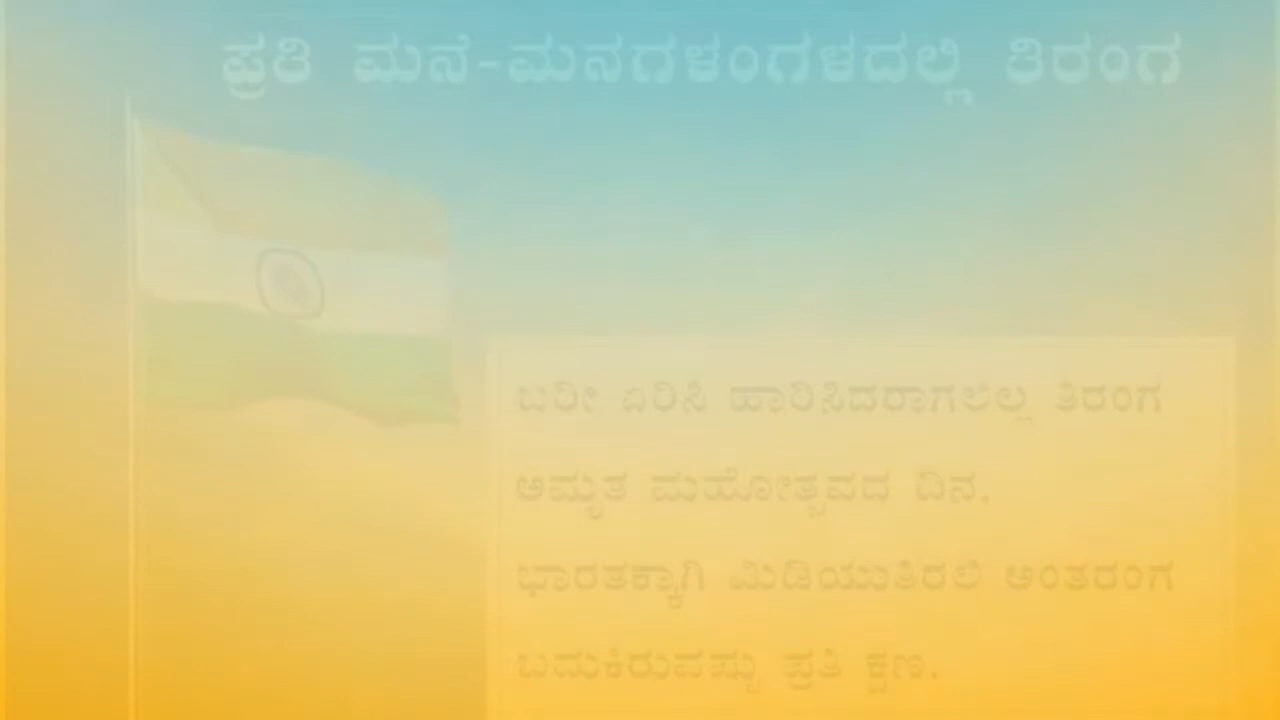 ಪ್ರತಿ ಮನೆ-ಮನಗಳಂಗಳದಲ್ಲಿ ತಿರಂಗ
ಬರೀ ಏರಿಸಿ ಹಾರಿಸಿದರಾಗಲಿಲ್ಲ ತಿರಂಗ
ಅಮೃತ ಮಹೋತ್ಸವದ ದಿನ.
ಭಾರತಕ್ಕಾಗಿ ಮಿಡಿಯುತಿರಲಿ ಅಂತರಂಗ
ಬದುಕಿರುವಷ್ಟು ಪ್ರತಿ ಕ್ಷಣ.